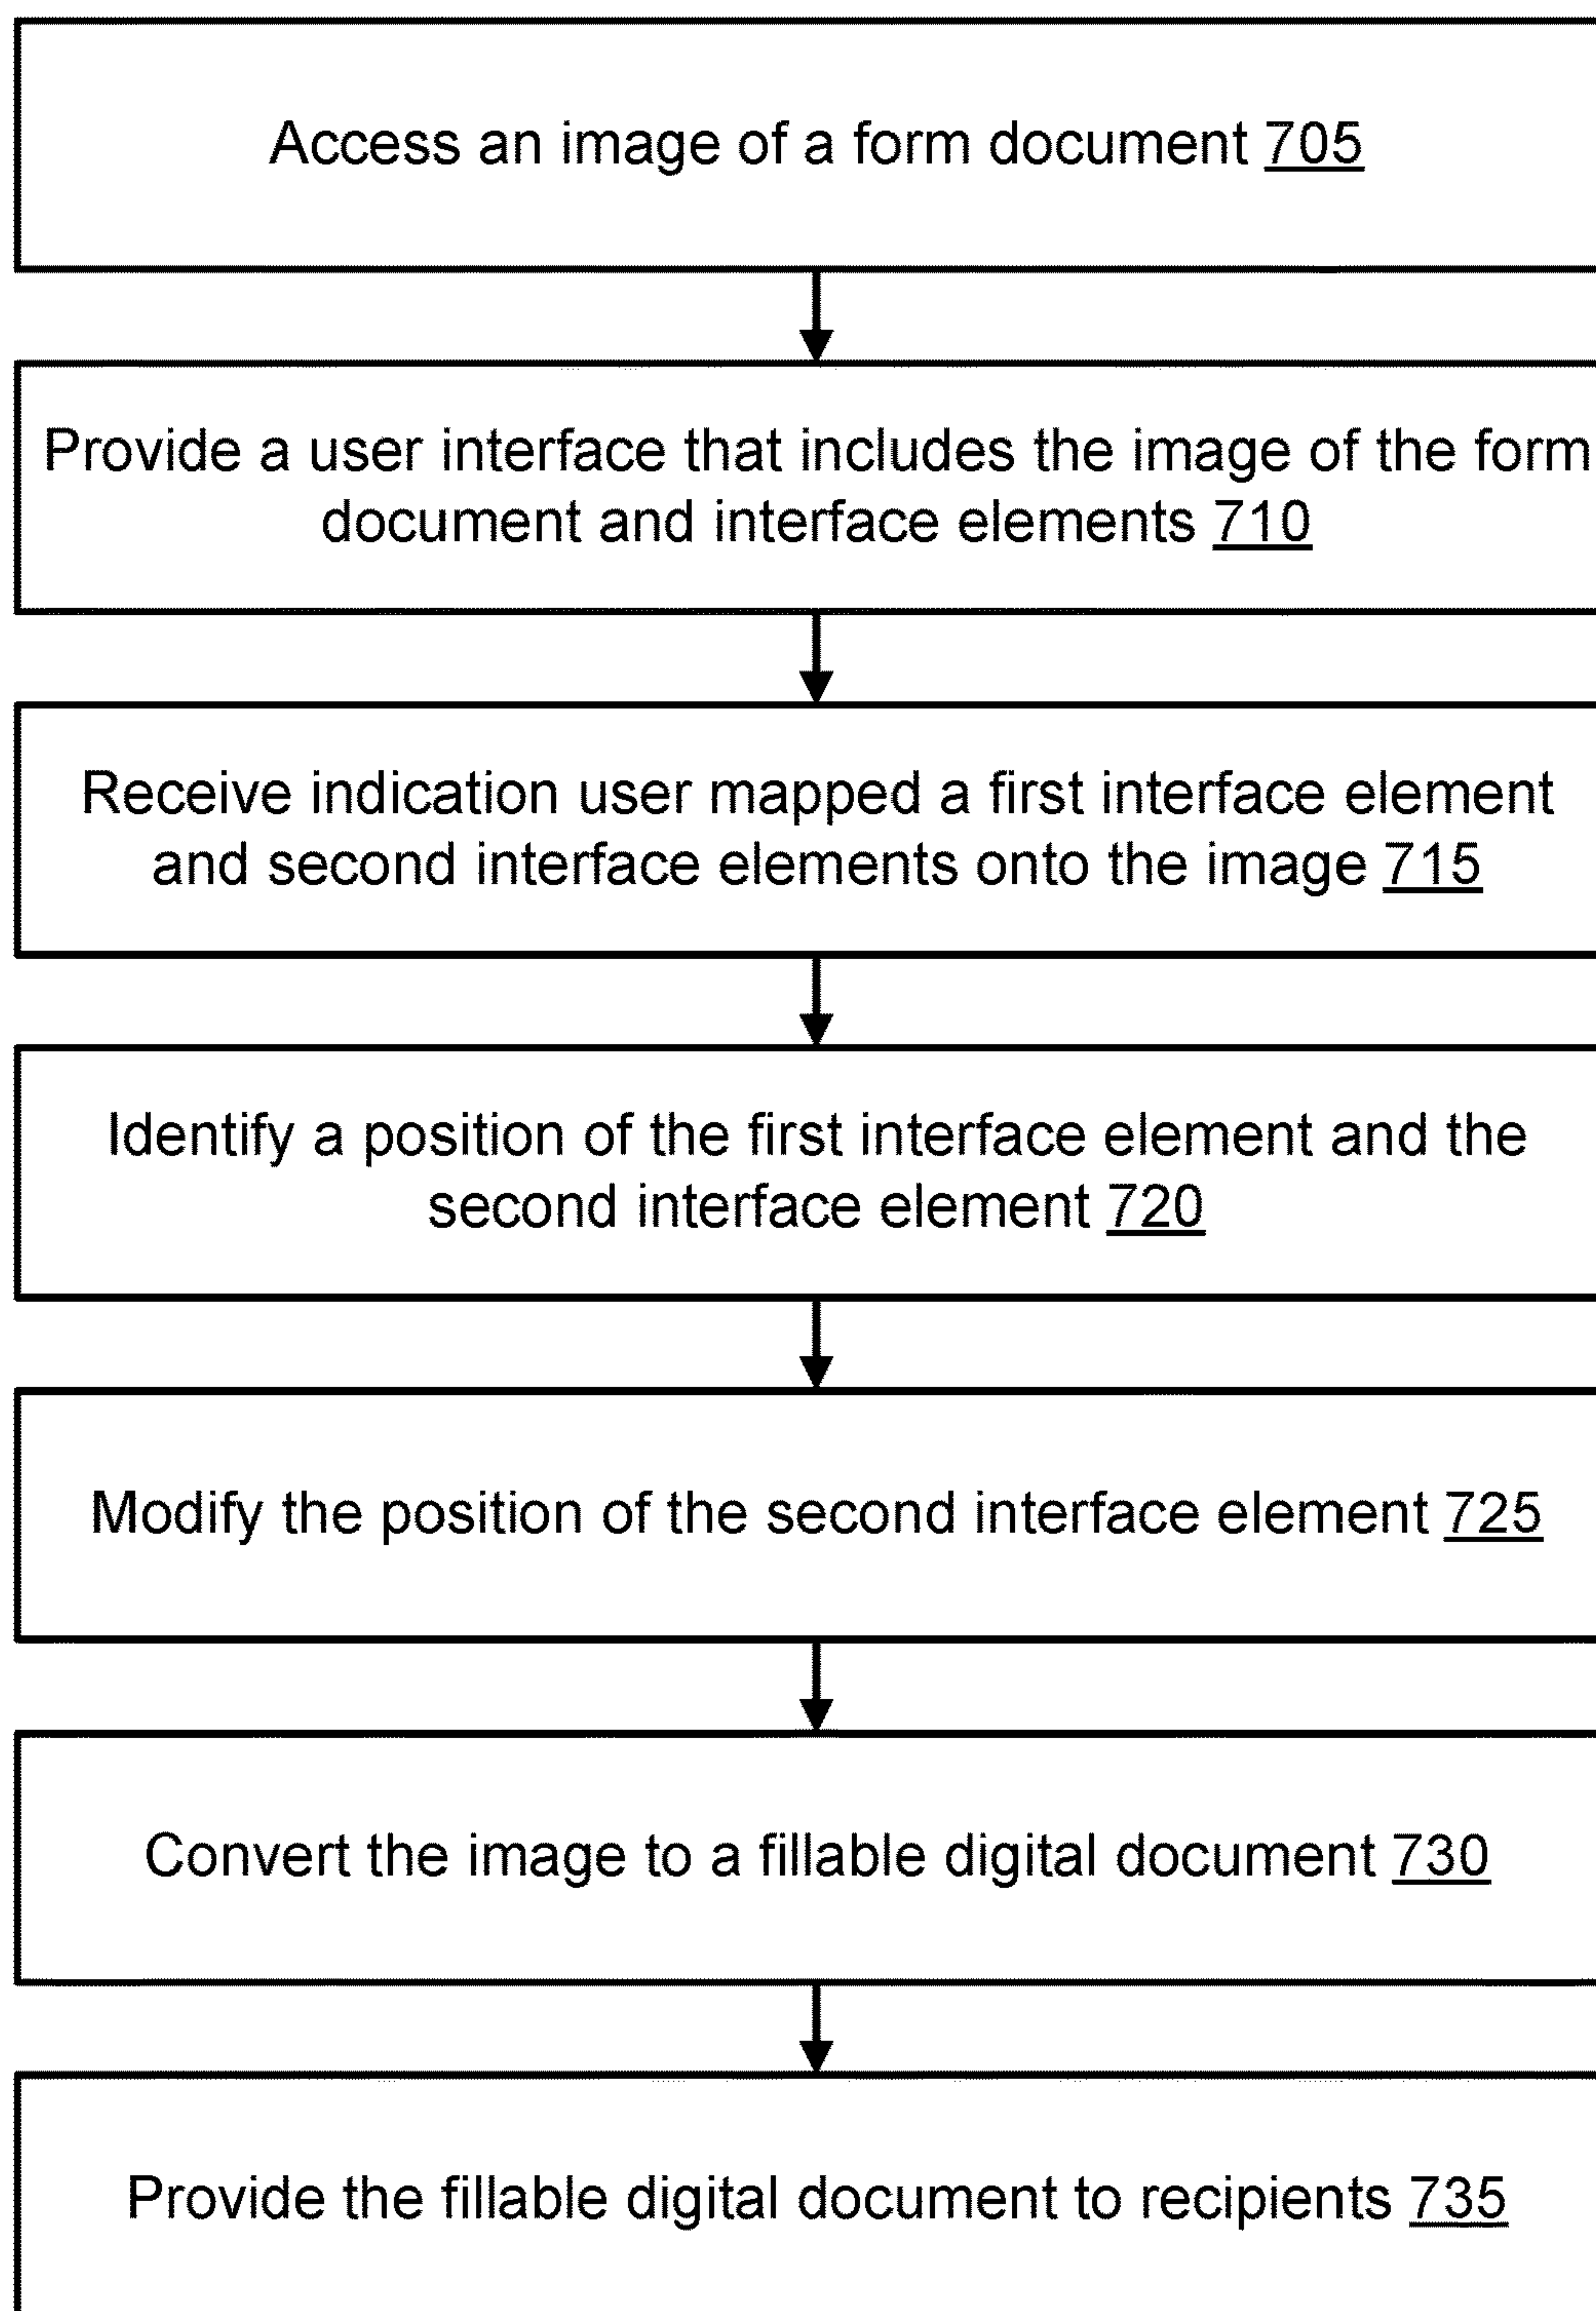 Access an image of a form document 705
Provide a user interface that includes the image of the form
document and interface elements 710
Receive indication user mapped a first interface element
and second interface elements onto the image 715
Identify a position of the first interface element and the
second interface element 720
Modify the position of the second interface element 725
Convert the image to a fillable digital document 730
Provide the fillable digital document to recipients 735